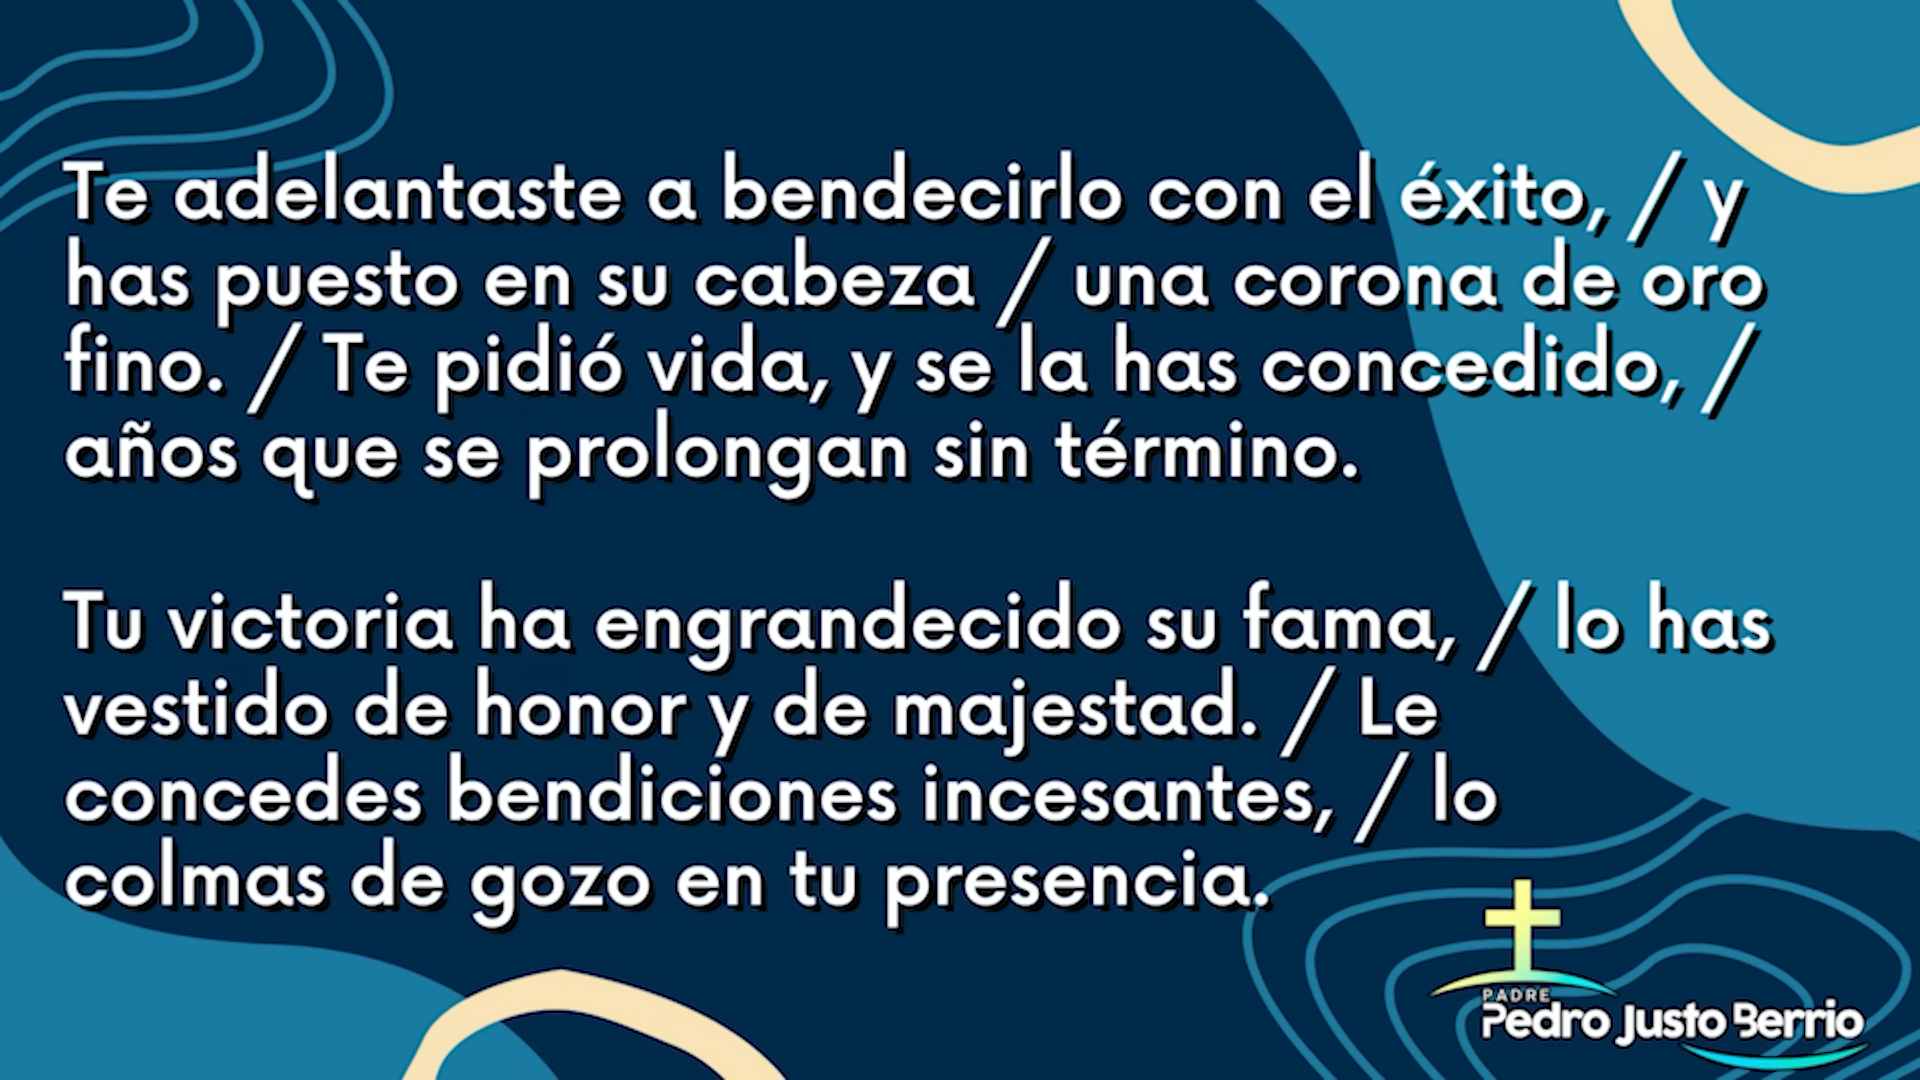 Te adelantaste a bendecirlo con el éxito, / y
has puesto en su cabeza / una corona de oro
fino. / Te pidió vida, y se la has concedido, /
años que se prolongan sin término.
Tu victoria ha engrandecido su fama, / lo has
vestido de honor y de majestad. / Le
concedes bendiciones incesantes, / lo
colmas de gozo en tu presencia.
PADRE
Pedro Justo Berrio